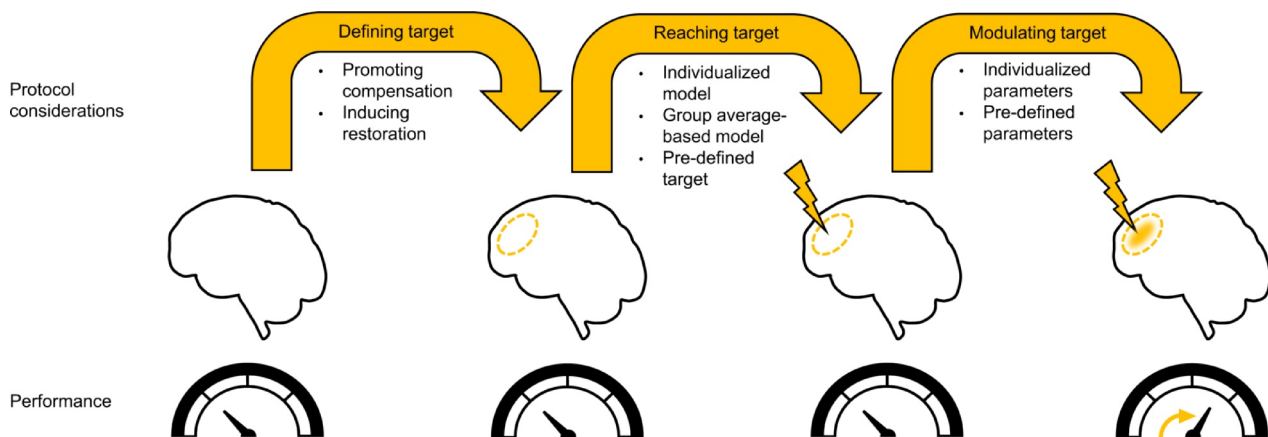 Defining target
Reaching target
Modulating target
Protocol
considerations
• Promoting
compensation
• Inducing
restoration
• Individualized
model
• Group average-
based model
• Pre-defined
target
• Individualized
parameters
• Pre-defined
parameters
Performance